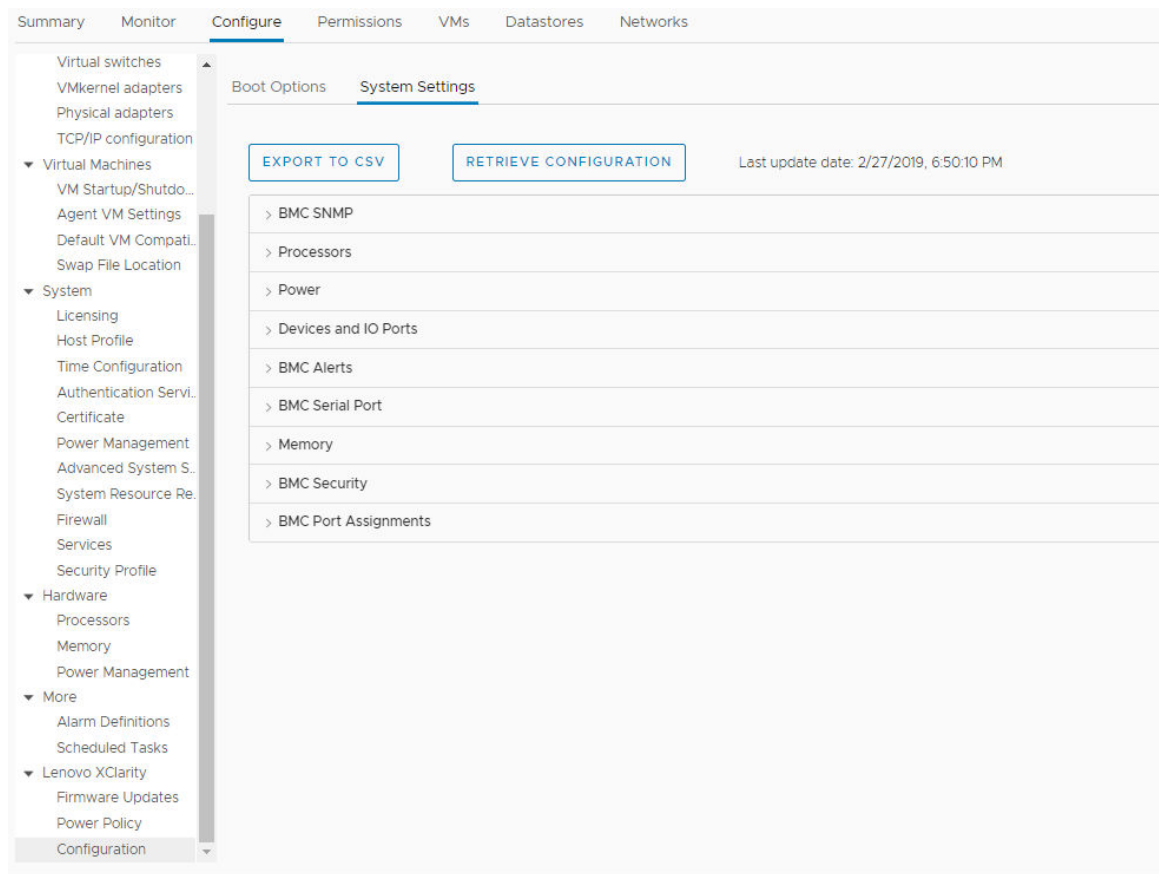 Summary Monitor Configure Permissions VMs Datastores Networks
Virtual switches
VMkernel adapters
Physical adapters
TCP/IP configuration
Virtual Machines
VM Startup/Shutdo...
Agent VM Settings
Default VM Compati..
Swap File Location
System
Licensing
Host Profile
Time Configuration
Authentication Servi..
Certificate
Power Management
Advanced System S..
System Resource Re.
Firewall
Services
Security Profile
Hardware
Processors
Memory
Power Management
More
Alarm Definitions
Scheduled Tasks
Lenovo XClarity
Firmware Updates
Power Policy
Configuration
Boot Options System Settings
EXPORT TO CSV RETRIEVE CONFIGURATION Last update date: 2/27/2019, 6:50:10 PM
BMC SNMP
Processors
Power
Devices and IO Ports
BMC Alerts
BMC Serial Port
Memory
BMC Security
BMC Port Assignments